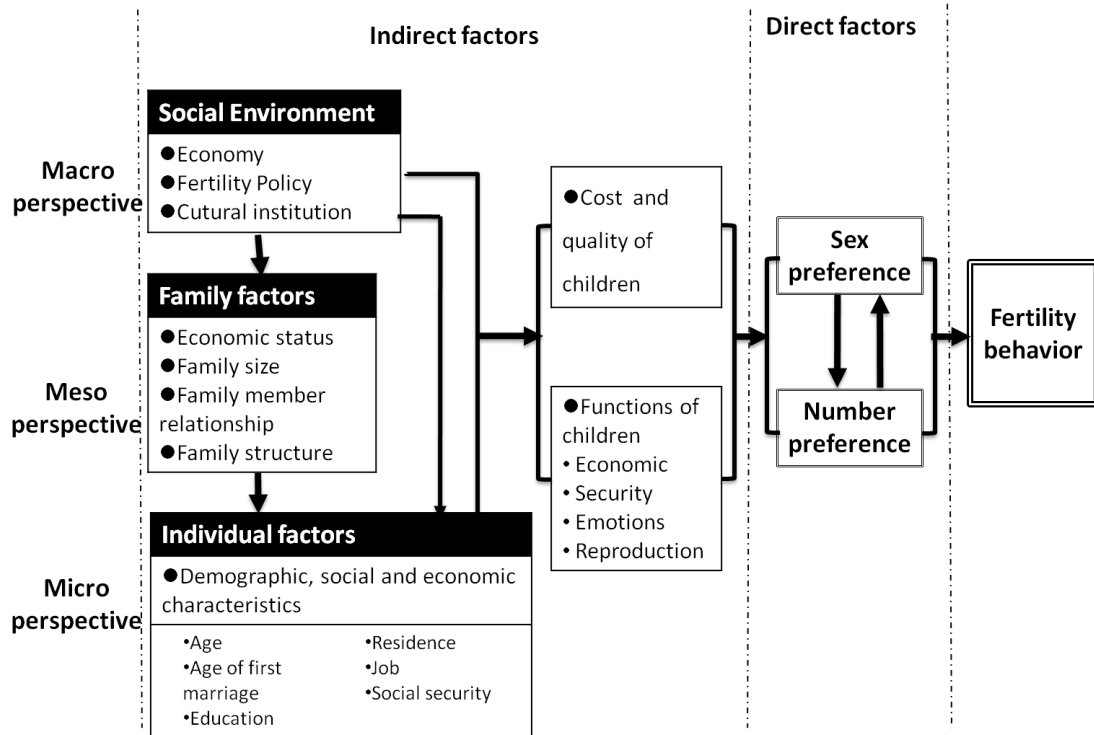 Indirect factors
Direct factors
Macro
perspective
Meso
perspective
Micro
perspective
Social Environment
●Economy
●Fertility Policy
●Cutural institution
Family factors
●Economic status
●Family size
●Family member
relationship
●Family structure
Individual factors
●Demographic, social and economic
characteristics
•Age
•Age of first
marriage
•Education
•Residence
•Job
•Social security
●Cost and
quality of
children
●Functions of
children
• Economic
• Security
• Emotions
• Reproduction
Sex
preference
Number
preference
Fertility
behavior